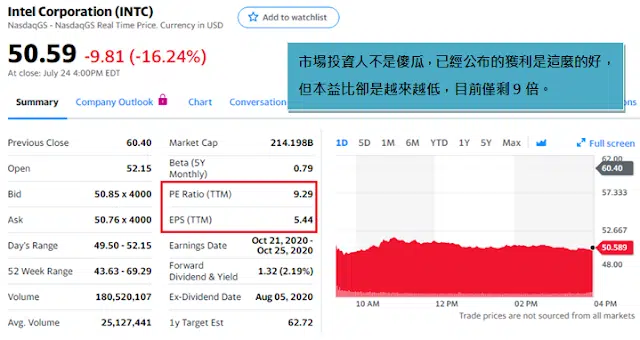 Intel Corporation (INTC)
NasdaqGS - NasdaqGS Real Time Price. Currency in USD
Add to watchlist
50.59 -9.81 (-16.24%)
At close: July 24 4:00PM EDT
市場投資人不是傻瓜，已經公布的獲利是這麼的好，
但本益比卻是越來越低，目前僅剩 9 倍。
Summary Company Outlook Chart Conversation ons
Previous Close 60.40
Open 52.15
Bid 50.85 x 4000
Ask 50.76 x 4000
Day's Range 49.50 - 52.15
52 Week Range 43.63 - 69.29
Volume 180,520,107
Avg. Volume 25,127,441
Market Cap 214.198B
Beta (5Y
Monthly) 0.79
PE Ratio (TTM) 9.29
EPS (TTM) 5.44
Earnings Date Oct 21, 2020 -
Oct 25, 2020
Forward
Dividend & Yield 1.32 (2.19%)
Ex-Dividend Date Aug 05, 2020
1y Target Est 62.72
1D 5D 1M 6M YTD 1Y 5Y Max Full screen
62.00
60.40
57.333
52.667
50.589
48.00
10 AM 12 PM 02 PM 04 PM
Trade prices are not sourced from all markets